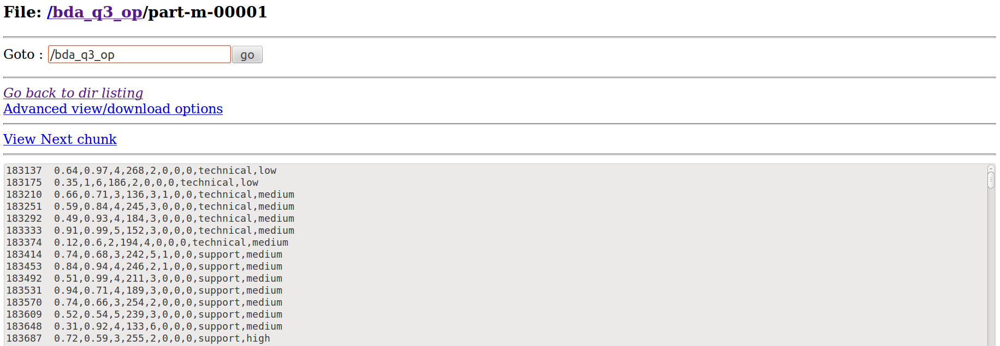 File: /bda_q3_op/part-m-00001
Goto : /bda_q3_op go
Go back to dir listing
Advanced view/download options
View Next chunk
183137  0.64,0.97,4,268,2,0,0,0,technical,low
183175  0.35,1,6,186,2,0,0,0,technical,low
183210  0.66,0.71,3,136,3,1,0,0,technical,medium
183251  0.59,0.84,4,245,3,0,0,0,technical,medium
183292  0.49,0.93,4,184,3,0,0,0,technical,medium
183333  0.91,0.99,5,152,3,0,0,0,technical,medium
183374  0.12,0.6,2,194,4,0,0,0,technical,medium
183414  0.74,0.68,3,242,5,1,0,0,support,medium
183453  0.84,0.94,4,246,2,1,0,0,support,medium
183492  0.51,0.99,4,211,3,0,0,0,support,medium
183531  0.94,0.71,4,189,3,0,0,0,support,medium
183570  0.74,0.66,3,254,2,0,0,0,support,medium
183609  0.52,0.54,5,239,3,0,0,0,support,medium
183648  0.31,0.92,4,133,6,0,0,0,support,medium
183687  0.72,0.59,3,255,2,0,0,0,support,high